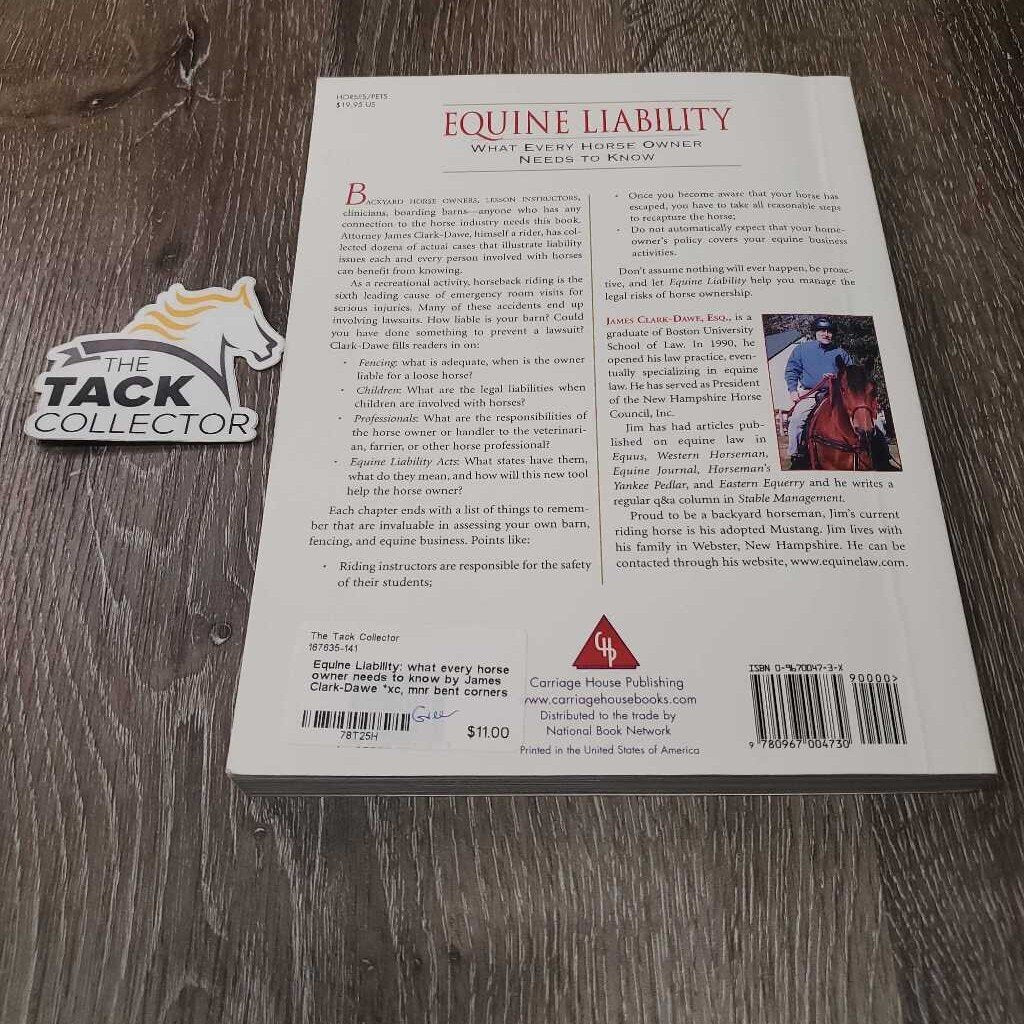 HORSES/PETS
$19.95 US
EQUINE LIABILITY
WHAT EVERY HORSE OWNER
NEEDS TO KNOW
BACKYARD HORSE OWNERS, LESSON INSTRUCTORS,
clinicians, boarding barns—anyone who has any
connection to the horse industry needs this book.
Attorney James Clark-Dawe, himself a rider, has col-
lected dozens of actual cases that illustrate liability
issues each and every person involved with horses
can benefit from knowing.
As a recreational activity, horseback riding is the
sixth leading cause of emergency room visits for
serious injuries. Many of these accidents end up
involving lawsuits. How liable is your barn? Could
you have done something to prevent a lawsuit?
Clark-Dawe fills readers in on:
• Fencing: what is adequate, when is the owner
liable for a loose horse?
• Children: What are the legal liabilities when
children are involved with horses?
• Professionals: What are the responsibilities of
the horse owner or handler to the veterinari-
an, farrier, or other horse professional?
• Equine Liability Acts: What states have them,
what do they mean, and how will this new tool
help the horse owner?
Each chapter ends with a list of things to remem-
ber that are invaluable in assessing your own barn,
fencing, and equine business. Points like:
• Riding instructors are responsible for the safety
of their students;
• Once you become aware that your horse has
escaped, you have to take all reasonable steps
to recapture the horse;
• Do not automatically expect that your home-
owner's policy covers your equine business
activities.
Don't assume nothing will ever happen, be proac-
tive, and let Equine Liability help you manage the
legal risks of horse ownership.
JAMES CLARK-DAWE, ESQ., is a
graduate of Boston University
School of Law. In 1990, he
opened his law practice, even-
tually specializing in equine
law. He has served as President
of the New Hampshire Horse
Council, Inc.
Jim has had articles pub-
lished on equine law in
Equus, Western Horseman,
Equine Journal, Horseman's
Yankee Pedlar, and Eastern Equerry and he writes a
regular q&a column in Stable Management.
Proud to be a backyard horseman, Jim's current
riding horse is his adopted Mustang. Jim lives with
his family in Webster, New Hampshire. He can be
contacted through his website, www.equinelaw.com.
THE
TACK
COLLECTOR
The Tack Collector
167635-141
Equine Liability: what every horse
owner needs to know by James
Clark-Dawe *xc, mnr bent corners
78T25H
$11.00
CHP
Carriage House Publishing
www.carriagehousebooks.com
Distributed to the trade by
National Book Network
Printed in the United States of America
ISBN 0-9670047-3-X
90000>
9 780967 004730